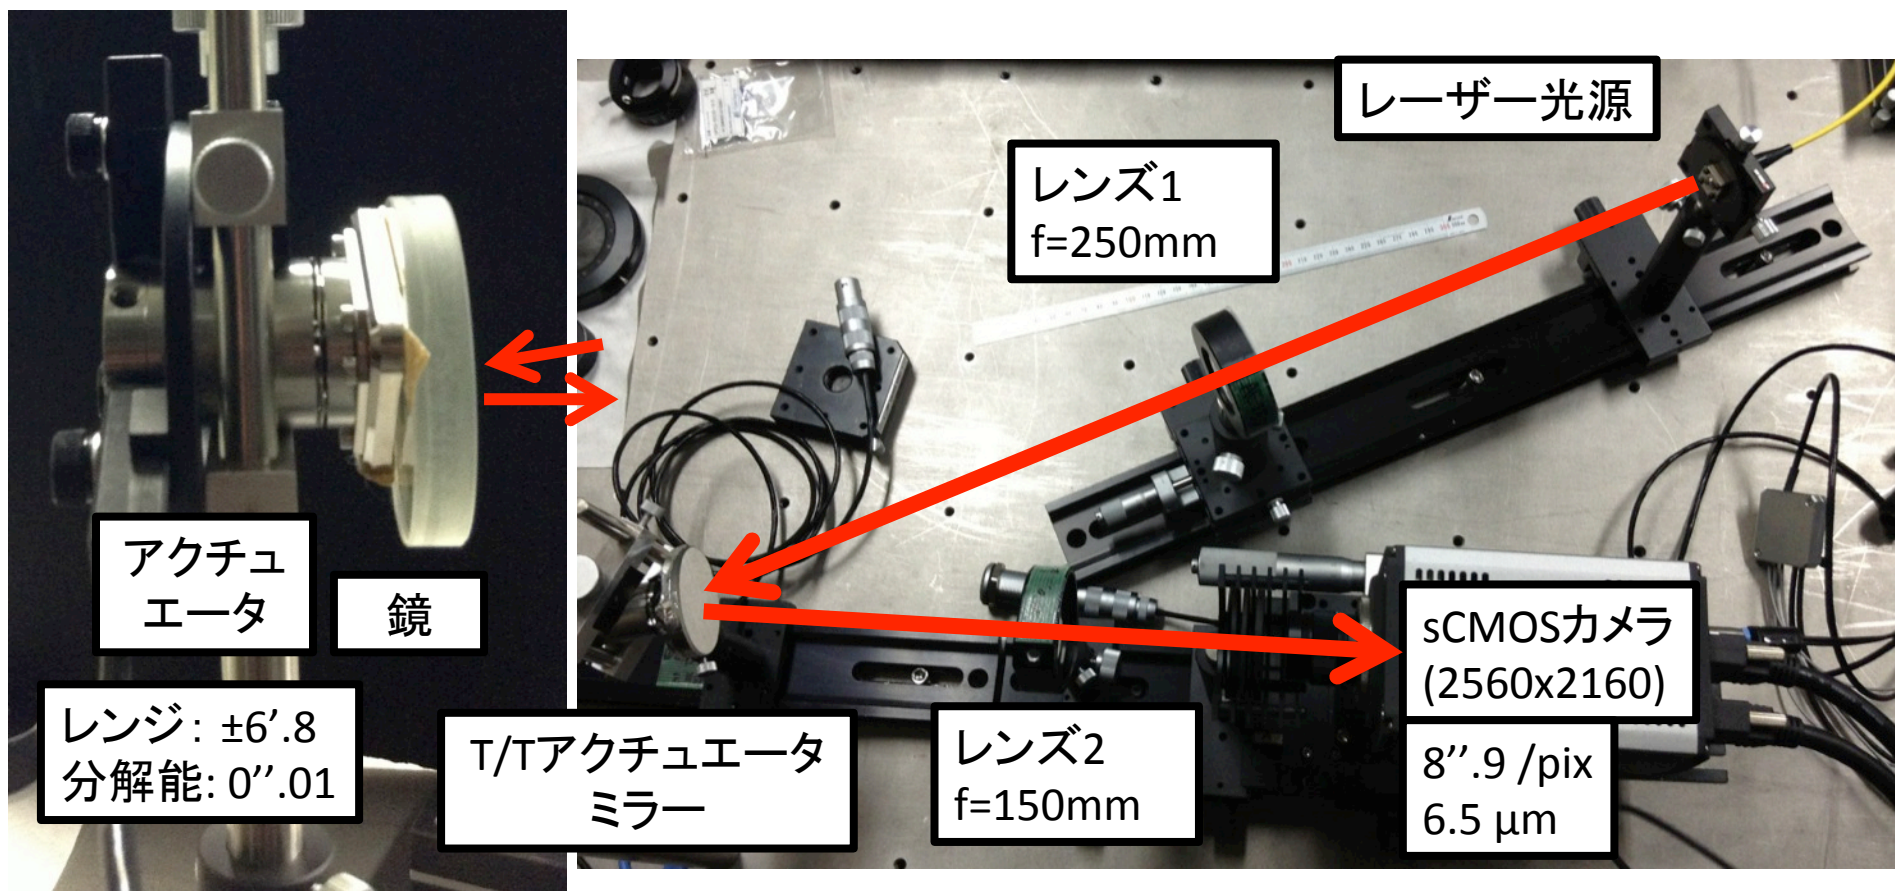 レーザー光源
レンズ1
f=250mm
アクチュ
エータ
鏡
レンジ: ±6’.8
分解能: 0’’.01
T/Tアクチュエータ
ミラー
レンズ2
f=150mm
sCMOSカメラ
(2560x2160)
8’’.9 /pix
6.5 μm